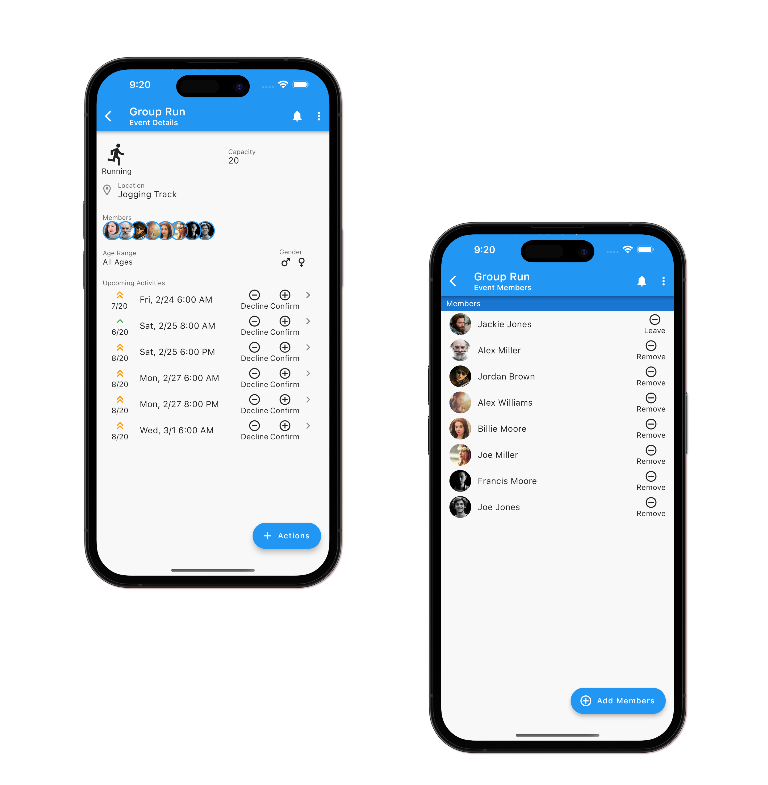 9:20
Group Run
Event Details
Capacity
20
Running
Location
Jogging Track
Members
Age Range
All Ages
Gender
Upcoming Activities
7/20 Fri, 2/24 6:00 AM Decline Confirm
6/20 Sat, 2/25 8:00 AM Decline Confirm
8/20 Sat, 2/25 6:00 PM Decline Confirm
8/20 Mon, 2/27 6:00 AM Decline Confirm
8/20 Mon, 2/27 8:00 PM Decline Confirm
8/20 Wed, 3/1 6:00 AM Decline Confirm
+ Actions
9:20
Group Run
Event Members
Members
Jackie Jones Leave
Alex Miller Remove
Jordan Brown Remove
Alex Williams Remove
Billie Moore Remove
Joe Miller Remove
Francis Moore Remove
Joe Jones Remove
Add Members